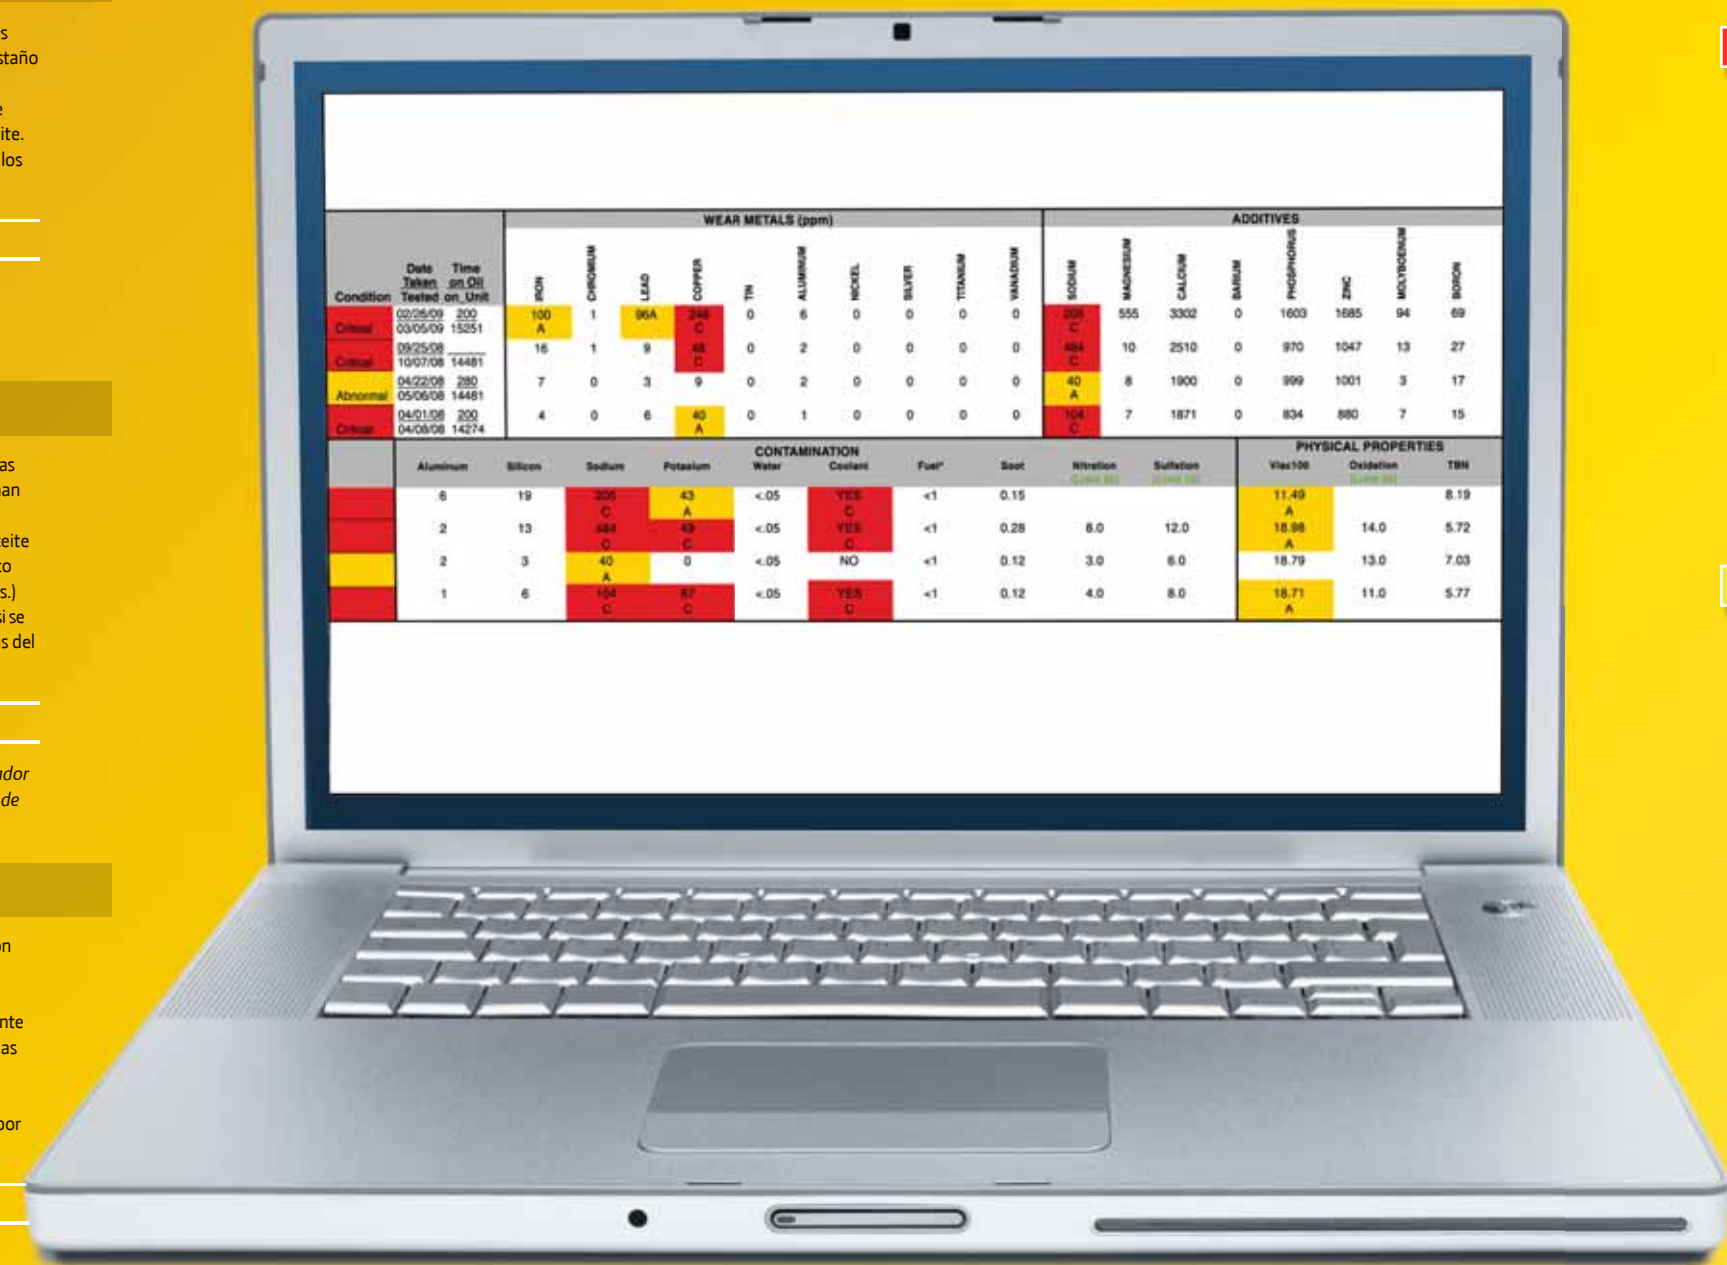 s
staño
e
ite.
los
as
nan
eite
co
s.)
si se
is del
ador
de
ón
nte
as
por
WEAR METALS (ppm) ADDITIVES
Condition Date Taken Tested Time on Oil on_Unit IRON CHROMIUM LEAD COPPER TIN ALUMINUM NICKEL SILVER TITANIUM VANADIUM SODIUM MAGNESIUM CALCIUM BARIUM PHOSPHORUS ZINC MOLYBDENUM BORON
02/26/09 200 100 1 96A 248 0 6 0 0 0 0 205 555 3302 0 1603 1685 94 69
Critical 03/05/09 15251 A C C
09/25/08 16 1 9 48 0 2 0 0 0 0 484 10 2510 0 970 1047 13 27
Critical 10/07/08 14481 C C
04/22/08 280 7 0 3 9 0 2 0 0 0 0 40 8 1900 0 999 1001 3 17
Abnormal 05/06/08 14481 A
04/01/08 200 4 0 6 40 0 1 0 0 0 0 104 7 1871 0 834 880 7 15
Critical 04/08/08 14274 A C
CONTAMINATION PHYSICAL PROPERTIES
Aluminum Silicon Sodium Potasium Water Coolant Fuel* Soot Nitration Sulfation Visc100 Oxidation TBN
6 19 205 43 <.05 YES <1 0.15 11.49 8.19
C A C A
2 13 484 49 <.05 YES <1 0.28 8.0 12.0 18.98 14.0 5.72
C C C A
2 3 40 0 <.05 NO <1 0.12 3.0 6.0 18.79 13.0 7.03
A
1 6 104 67 <.05 YES <1 0.12 4.0 8.0 18.71 11.0 5.77
C C C A